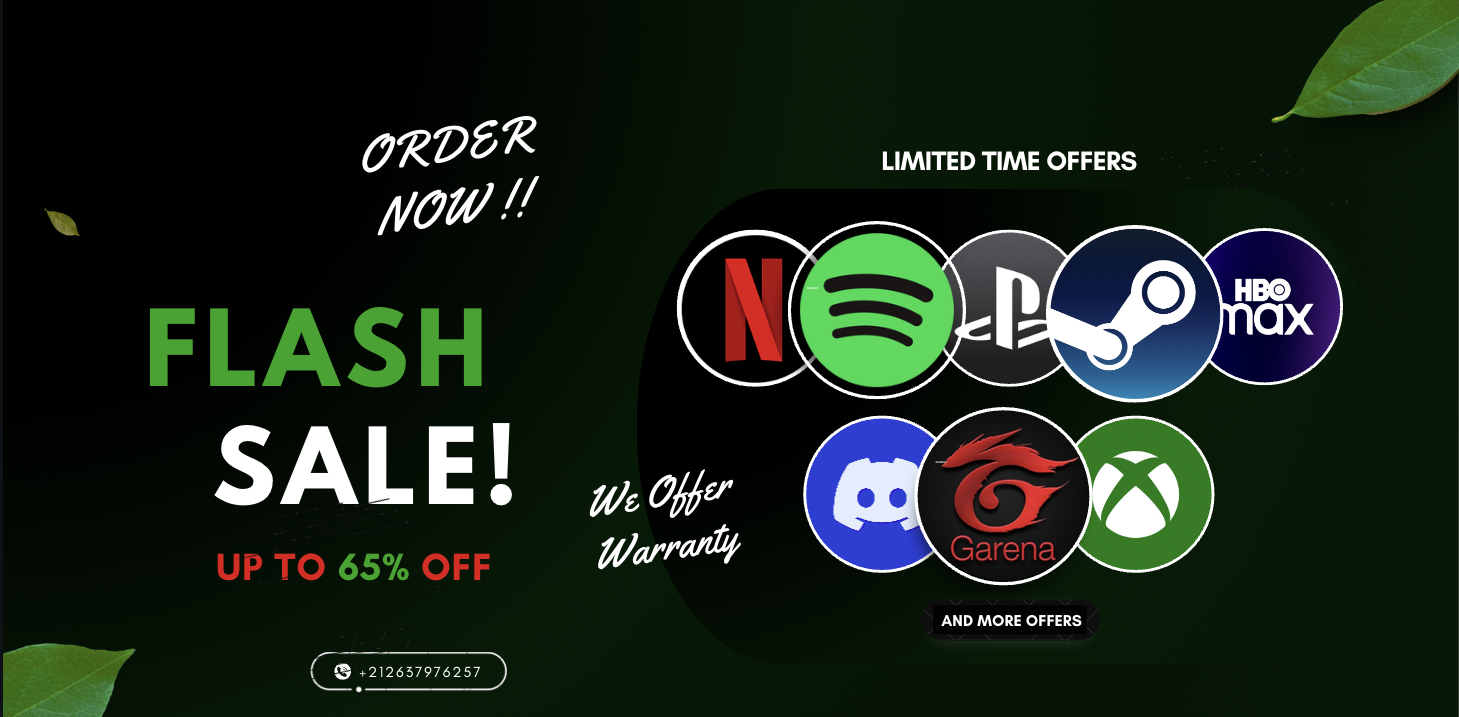 ORDER
NOW !!
FLASH
SALE!
UP TO 65% OFF
+212637976257
We Offer
Warranty
LIMITED TIME OFFERS
HBO
max
Garena
AND MORE OFFERS